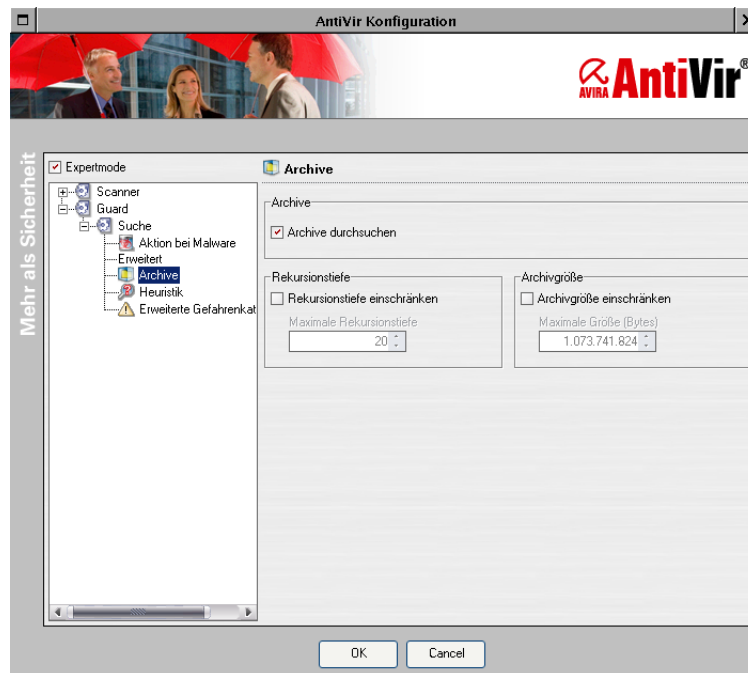 AntiVir Konfiguration
AVIRA AntiVir®
Mehr als Sicherheit
Expertmode
Scanner
Guard
Suche
Aktion bei Malware
Erweitert
Archive
Heuristik
Erweiterte Gefahrenkat
Archive
Archive
Archive durchsuchen
Rekursionstiefe
Rekursionstiefe einschränken
Maximale Rekursionstiefe
20
Archivgröße
Archivgröße einschränken
Maximale Größe (Bytes)
1.073.741.824
OK
Cancel